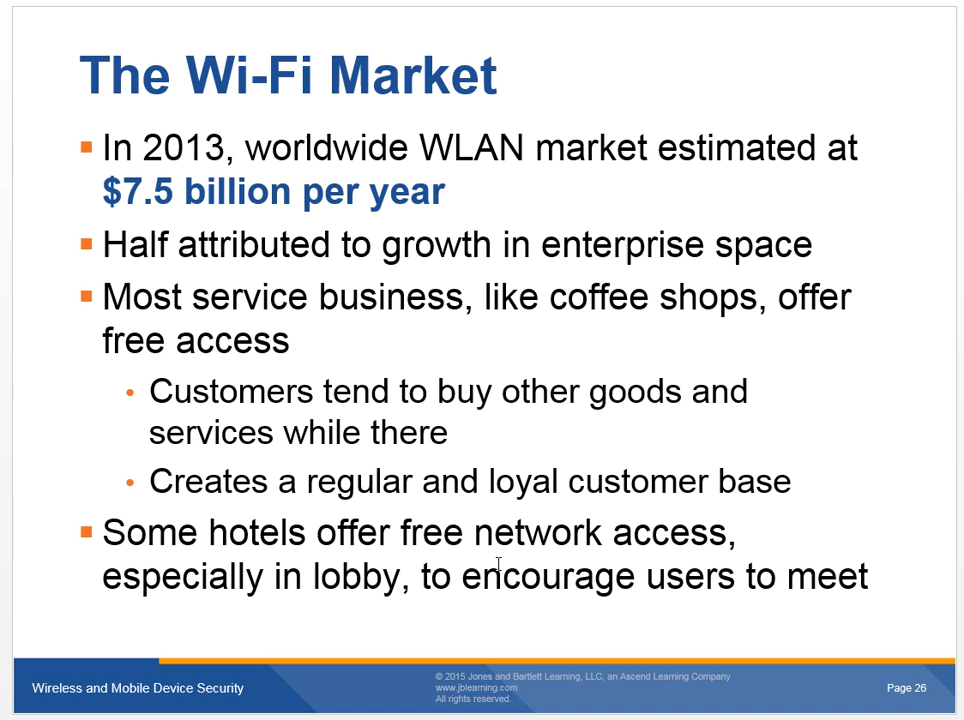 The Wi-Fi Market
In 2013, worldwide WLAN market estimated at
$7.5 billion per year
Half attributed to growth in enterprise space
Most service business, like coffee shops, offer
free access
Customers tend to buy other goods and
services while there
Creates a regular and loyal customer base
Some hotels offer free network access,
especially in lobby, to encourage users to meet
Wireless and Mobile Device Security
© 2015 Jones and Bartlett Learning, LLC, an Ascend Learning Company
www.jblearning.com
All rights reserved.
Page 26